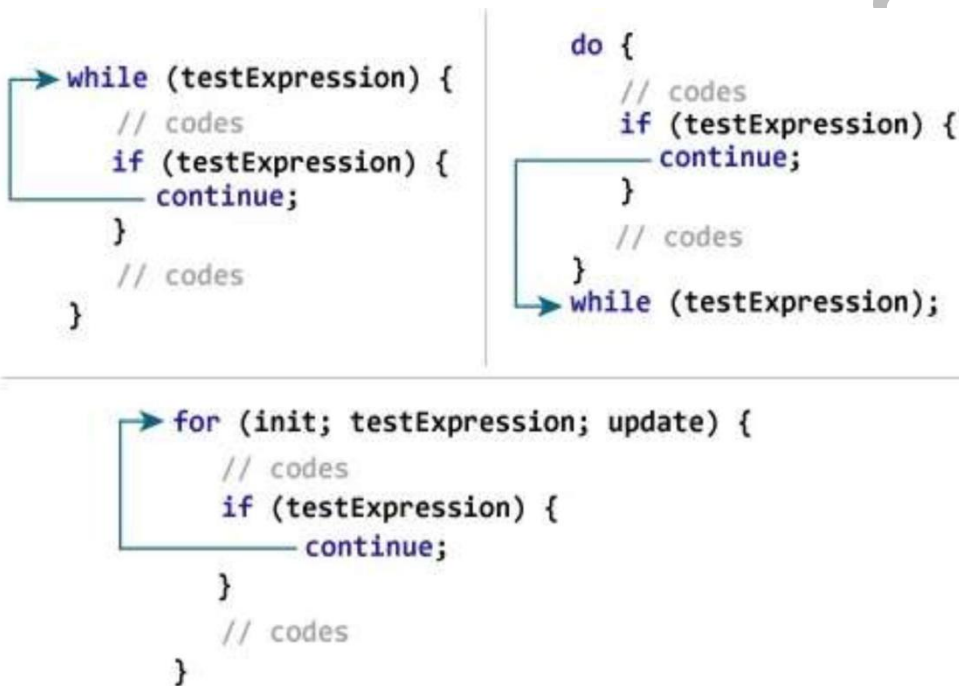 while (testExpression) {
// codes
if (testExpression) {
continue;
}
// codes
}
do {
// codes
if (testExpression) {
continue;
}
// codes
}
while (testExpression);
for (init; testExpression; update) {
// codes
if (testExpression) {
continue;
}
// codes
}